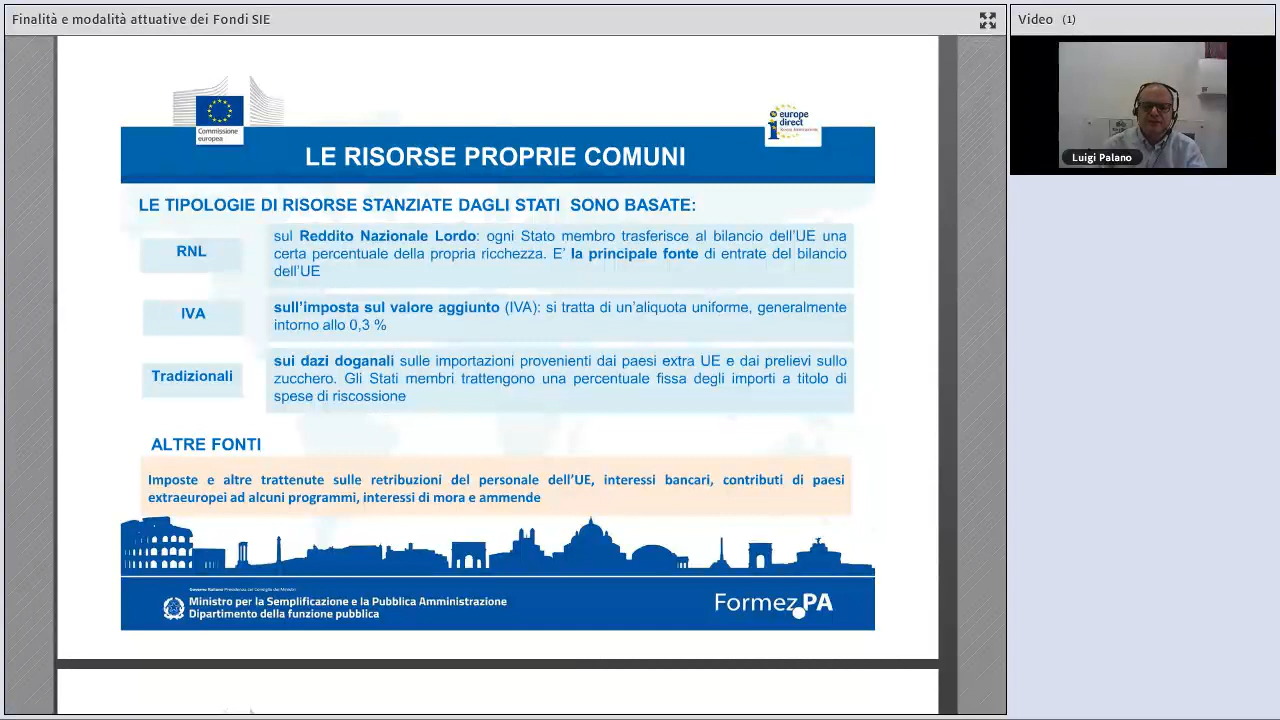 Finalità e modalità attuative dei Fondi SIE
Video (1)
Luigi Palano
Commissione
europea
europe
direct
LE RISORSE PROPRIE COMUNI
LE TIPOLOGIE DI RISORSE STANZIATE DAGLI STATI SONO BASATE:
RNL
sul Reddito Nazionale Lordo: ogni Stato membro trasferisce al bilancio dell'UE una
certa percentuale della propria ricchezza. E' la principale fonte di entrate del bilancio
dell'UE
IVA
sull'imposta sul valore aggiunto (IVA): si tratta di un'aliquota uniforme, generalmente
intorno allo 0,3 %
Tradizionali
sui dazi doganali sulle importazioni provenienti dai paesi extra UE e dai prelievi sullo
zucchero. Gli Stati membri trattengono una percentuale fissa degli importi a titolo di
spese di riscossione
ALTRE FONTI
Imposte e altre trattenute sulle retribuzioni del personale dell'UE, interessi bancari, contributi di paesi
extraeuropei ad alcuni programmi, interessi di mora e ammende
Ministro per la Semplificazione e la Pubblica Amministrazione
Dipartimento della funzione pubblica
Formez PA